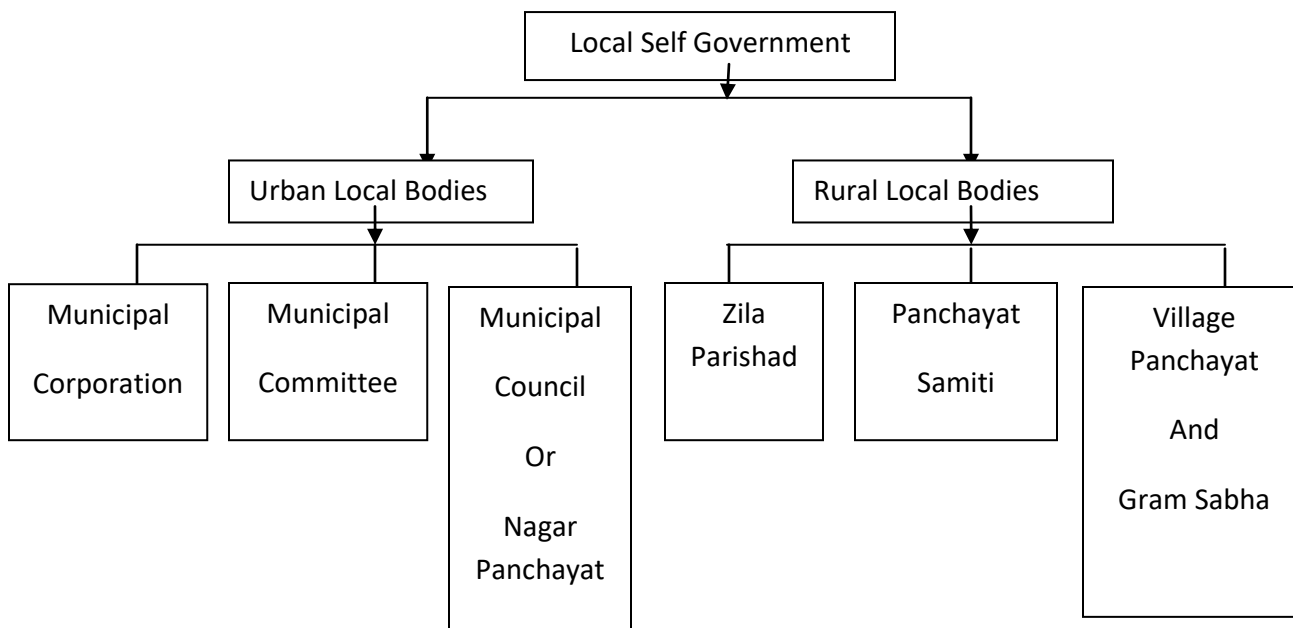 Local Self Government
Urban Local Bodies
Rural Local Bodies
Municipal
Corporation
Municipal
Committee
Municipal
Council
Or
Nagar
Panchayat
Zila
Parishad
Panchayat
Samiti
Village
Panchayat
And
Gram Sabha